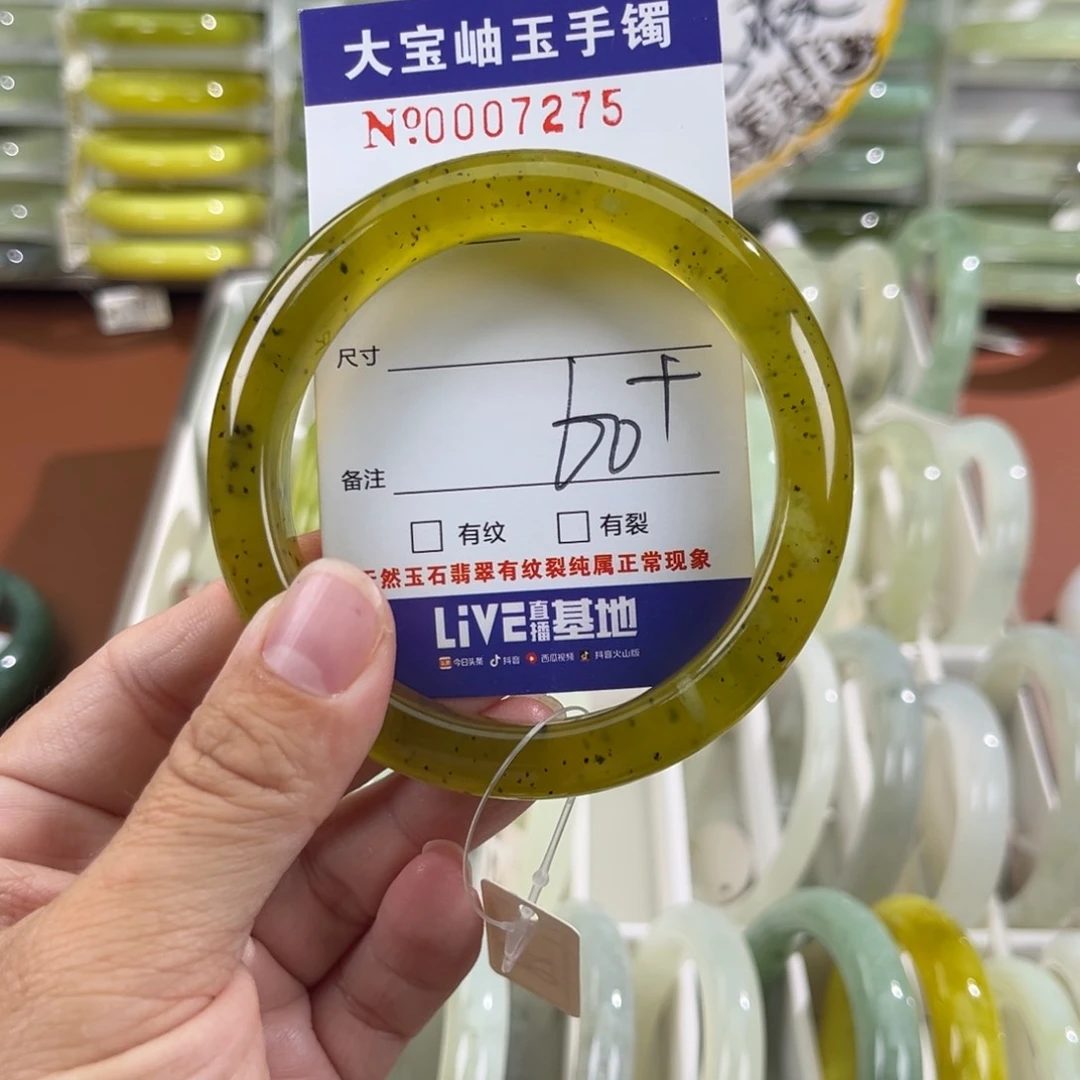 大宝岫玉手镯
No0007275
尺寸
60+
备注
有纹 有裂
天然玉石翡翠有纹裂纯属正常现象
LiVE直播基地
今日头条 抖音 西瓜视频 抖音火山版